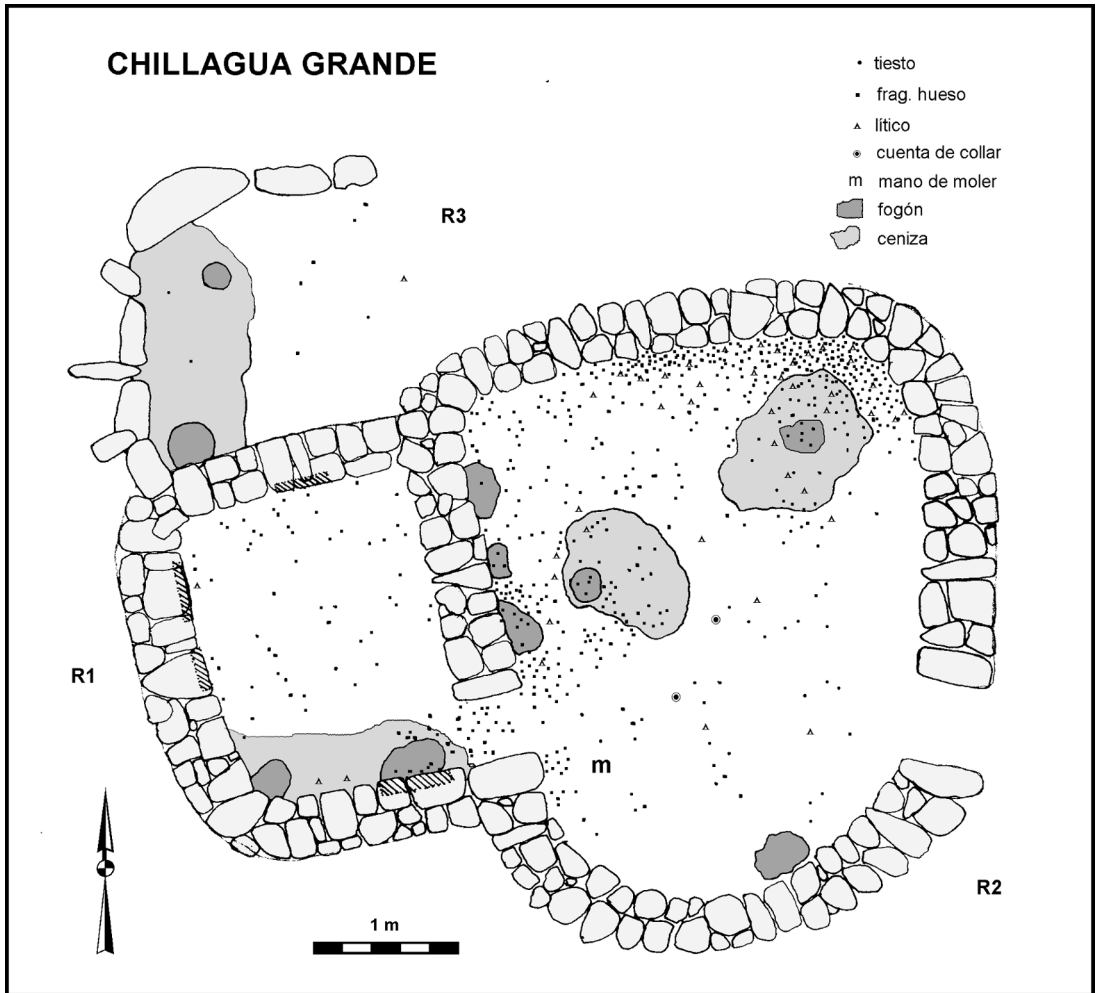 CHILLAGUA GRANDE
tiesto
frag. hueso
lítico
cuenta de collar
m mano de moler
fogón
ceniza
R3
R1
m
R2
1 m